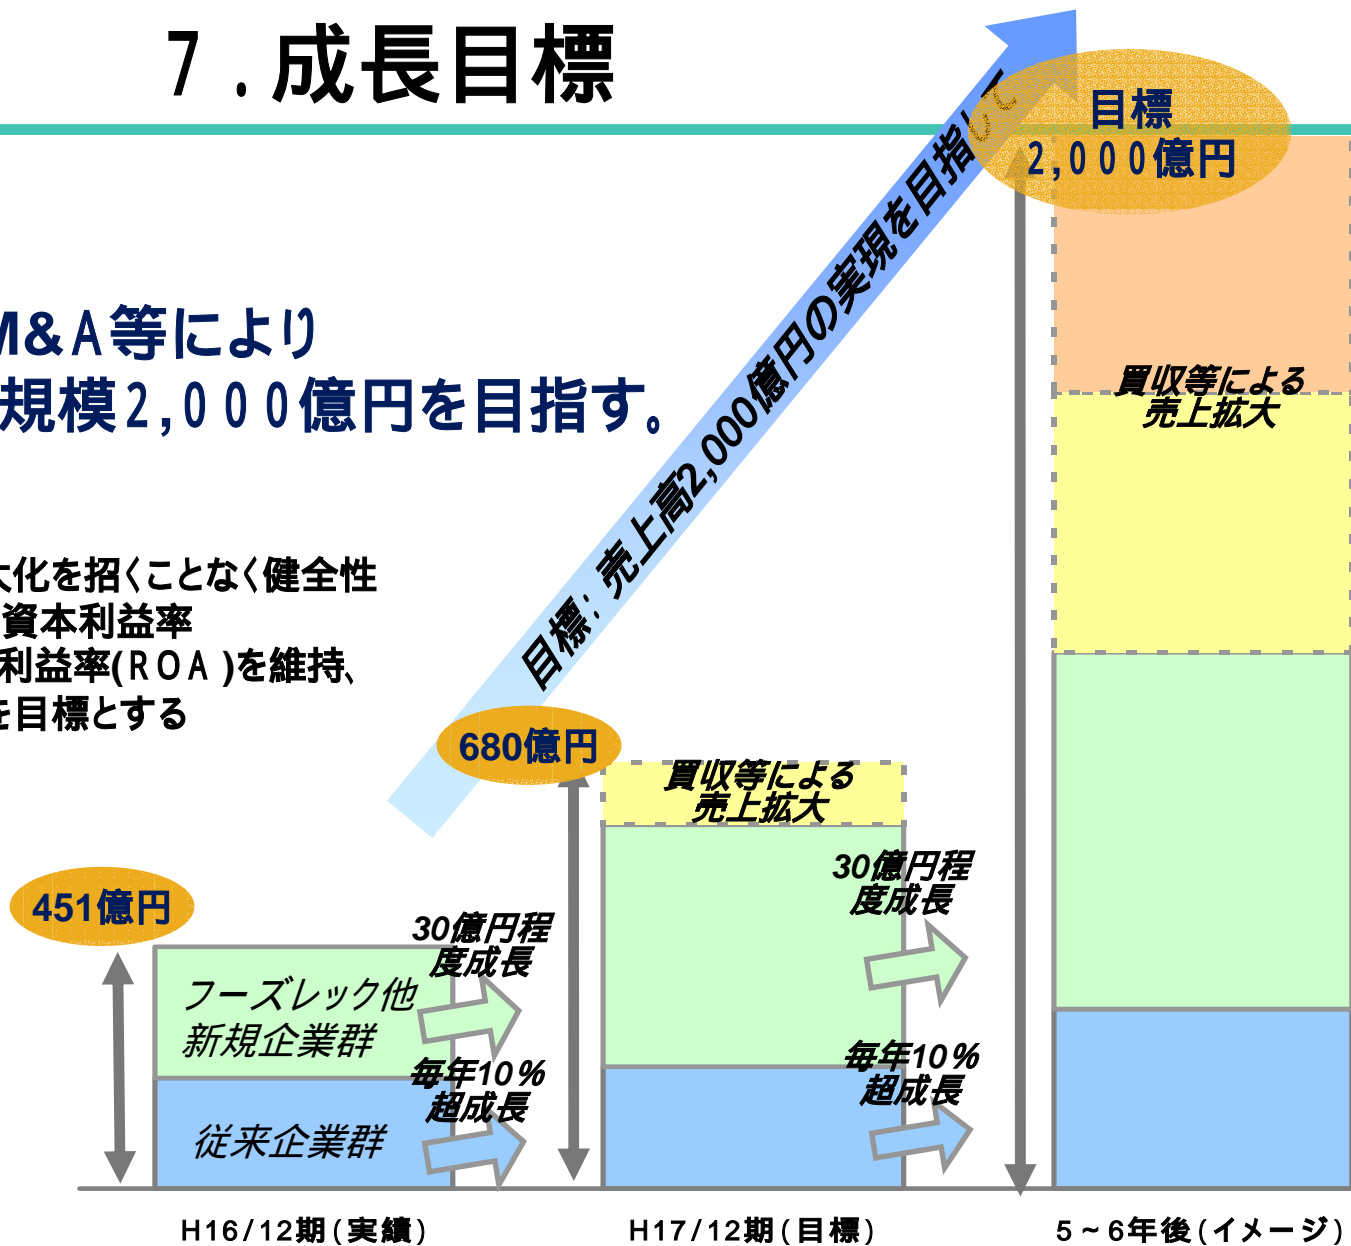 ７．成長目標
目標
2,000億円
M&A等により
規模2,000億円を目指す。
目標：売上高2,000億円の実現を目指して
買収等による
売上拡大
大化を招くことなく健全性
資本利益率
利益率(ROA)を維持、
を目標とする
680億円
買収等による
売上拡大
451億円
30億円程
度成長
30億円程
度成長
フーズレック他
新規企業群
毎年10％
超成長
毎年10％
超成長
従来企業群
H16/12期(実績)
H17/12期(目標)
5～6年後(イメージ)